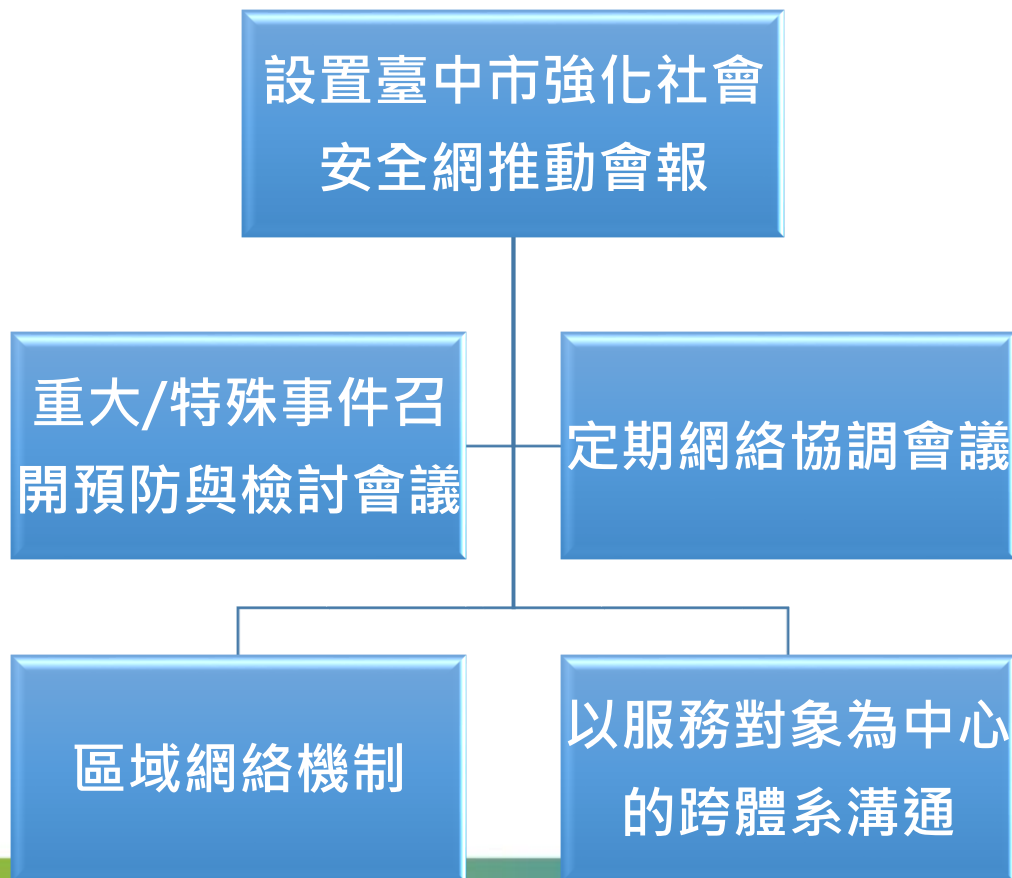 設置臺中市強化社會
安全網推動會報
重大/特殊事件召
開預防與檢討會議
定期網絡協調會議
區域網絡機制
以服務對象為中心
的跨體系溝通